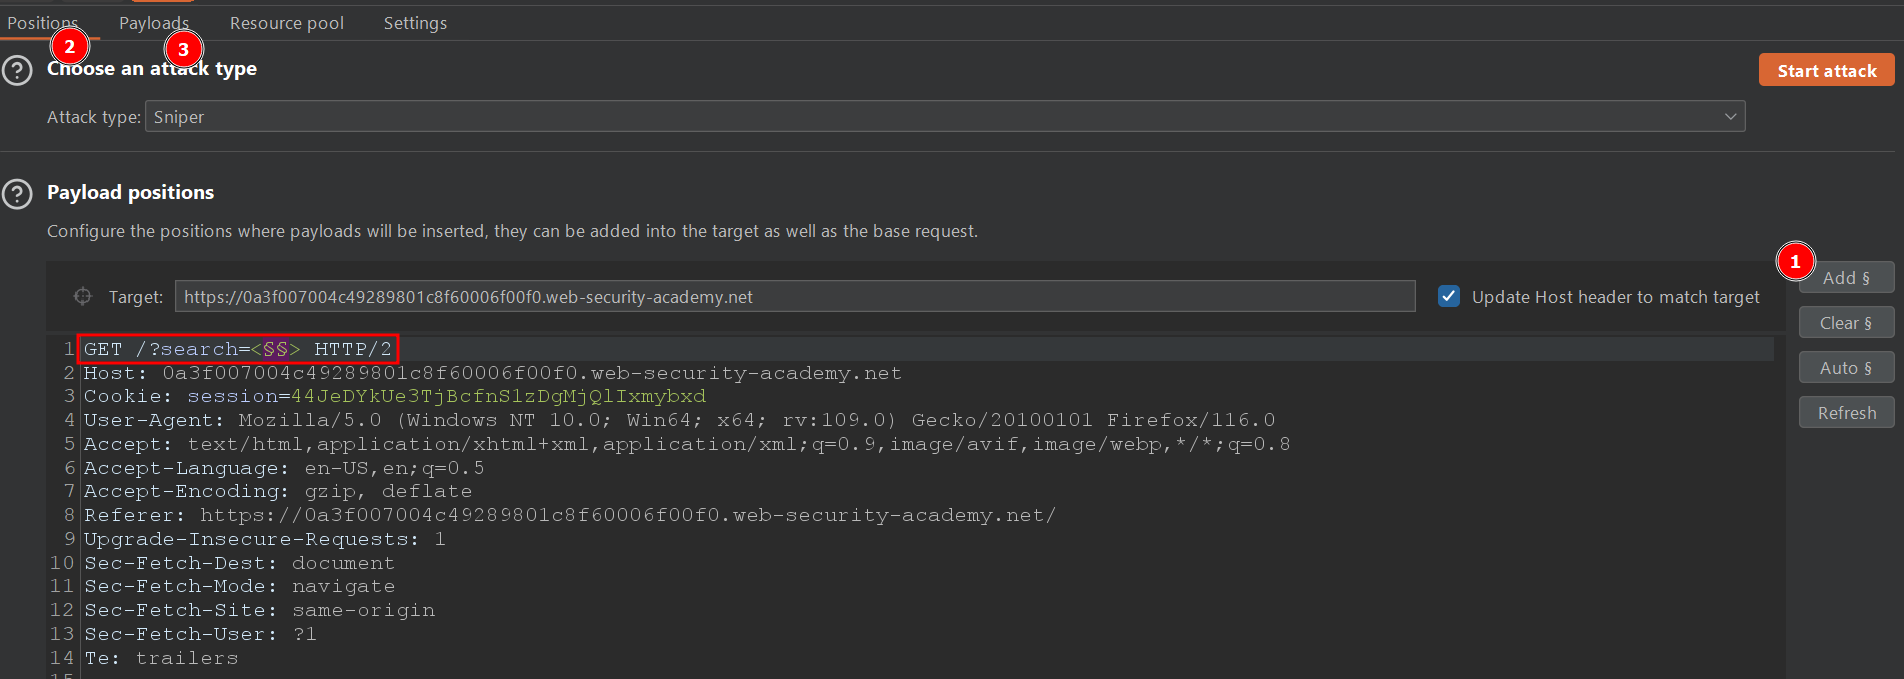 Positions Payloads Resource pool Settings
2 3
Choose an attack type
Start attack
Attack type: Sniper
Payload positions
Configure the positions where payloads will be inserted, they can be added into the target as well as the base request.
1
Add §
Target: https://0a3f007004c49289801c8f60006f00f0.web-security-academy.net
Update Host header to match target
Clear §
Auto §
Refresh
1 GET /?search=<§§> HTTP/2
2 Host: 0a3f007004c49289801c8f60006f00f0.web-security-academy.net
3 Cookie: session=44JeDYkUe3TjBcfnS1zDgMjQlIxmybxd
4 User-Agent: Mozilla/5.0 (Windows NT 10.0; Win64; x64; rv:109.0) Gecko/20100101 Firefox/116.0
5 Accept: text/html,application/xhtml+xml,application/xml;q=0.9,image/avif,image/webp,*/*;q=0.8
6 Accept-Language: en-US,en;q=0.5
7 Accept-Encoding: gzip, deflate
8 Referer: https://0a3f007004c49289801c8f60006f00f0.web-security-academy.net/
9 Upgrade-Insecure-Requests: 1
10 Sec-Fetch-Dest: document
11 Sec-Fetch-Mode: navigate
12 Sec-Fetch-Site: same-origin
13 Sec-Fetch-User: ?1
14 Te: trailers
15